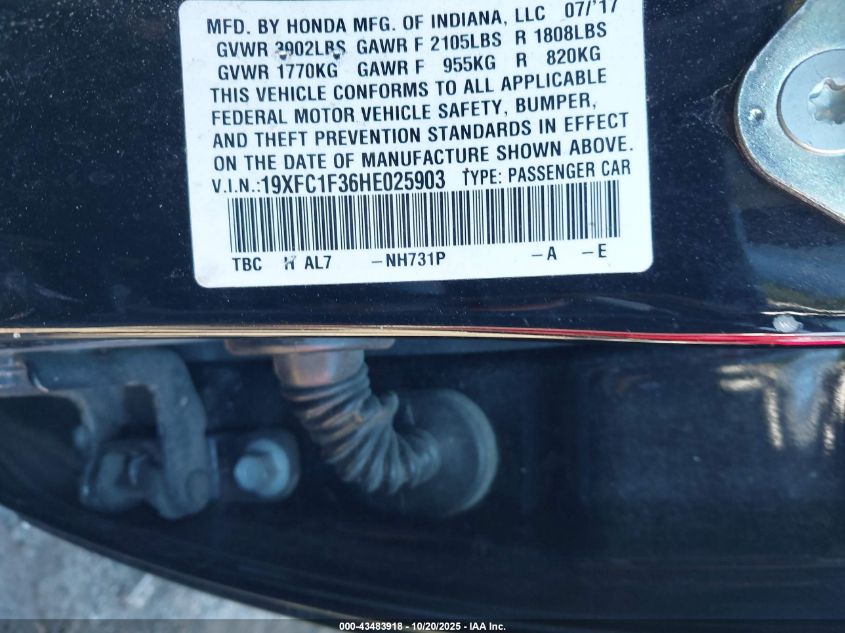 MFD. BY HONDA MFG. OF INDIANA, LLC 07/'17
GVWR 3902LBS GAWR F 2105LBS R 1808LBS
GVWR 1770KG GAWR F 955KG R 820KG
THIS VEHICLE CONFORMS TO ALL APPLICABLE
FEDERAL MOTOR VEHICLE SAFETY, BUMPER,
AND THEFT PREVENTION STANDARDS IN EFFECT
ON THE DATE OF MANUFACTURE SHOWN ABOVE.
V.I.N.:19XFC1F36HE025903 TYPE: PASSENGER CAR
TBC H AL7 -NH731P -A -E
000-43483918 - 10/20/2025 - IAA Inc.